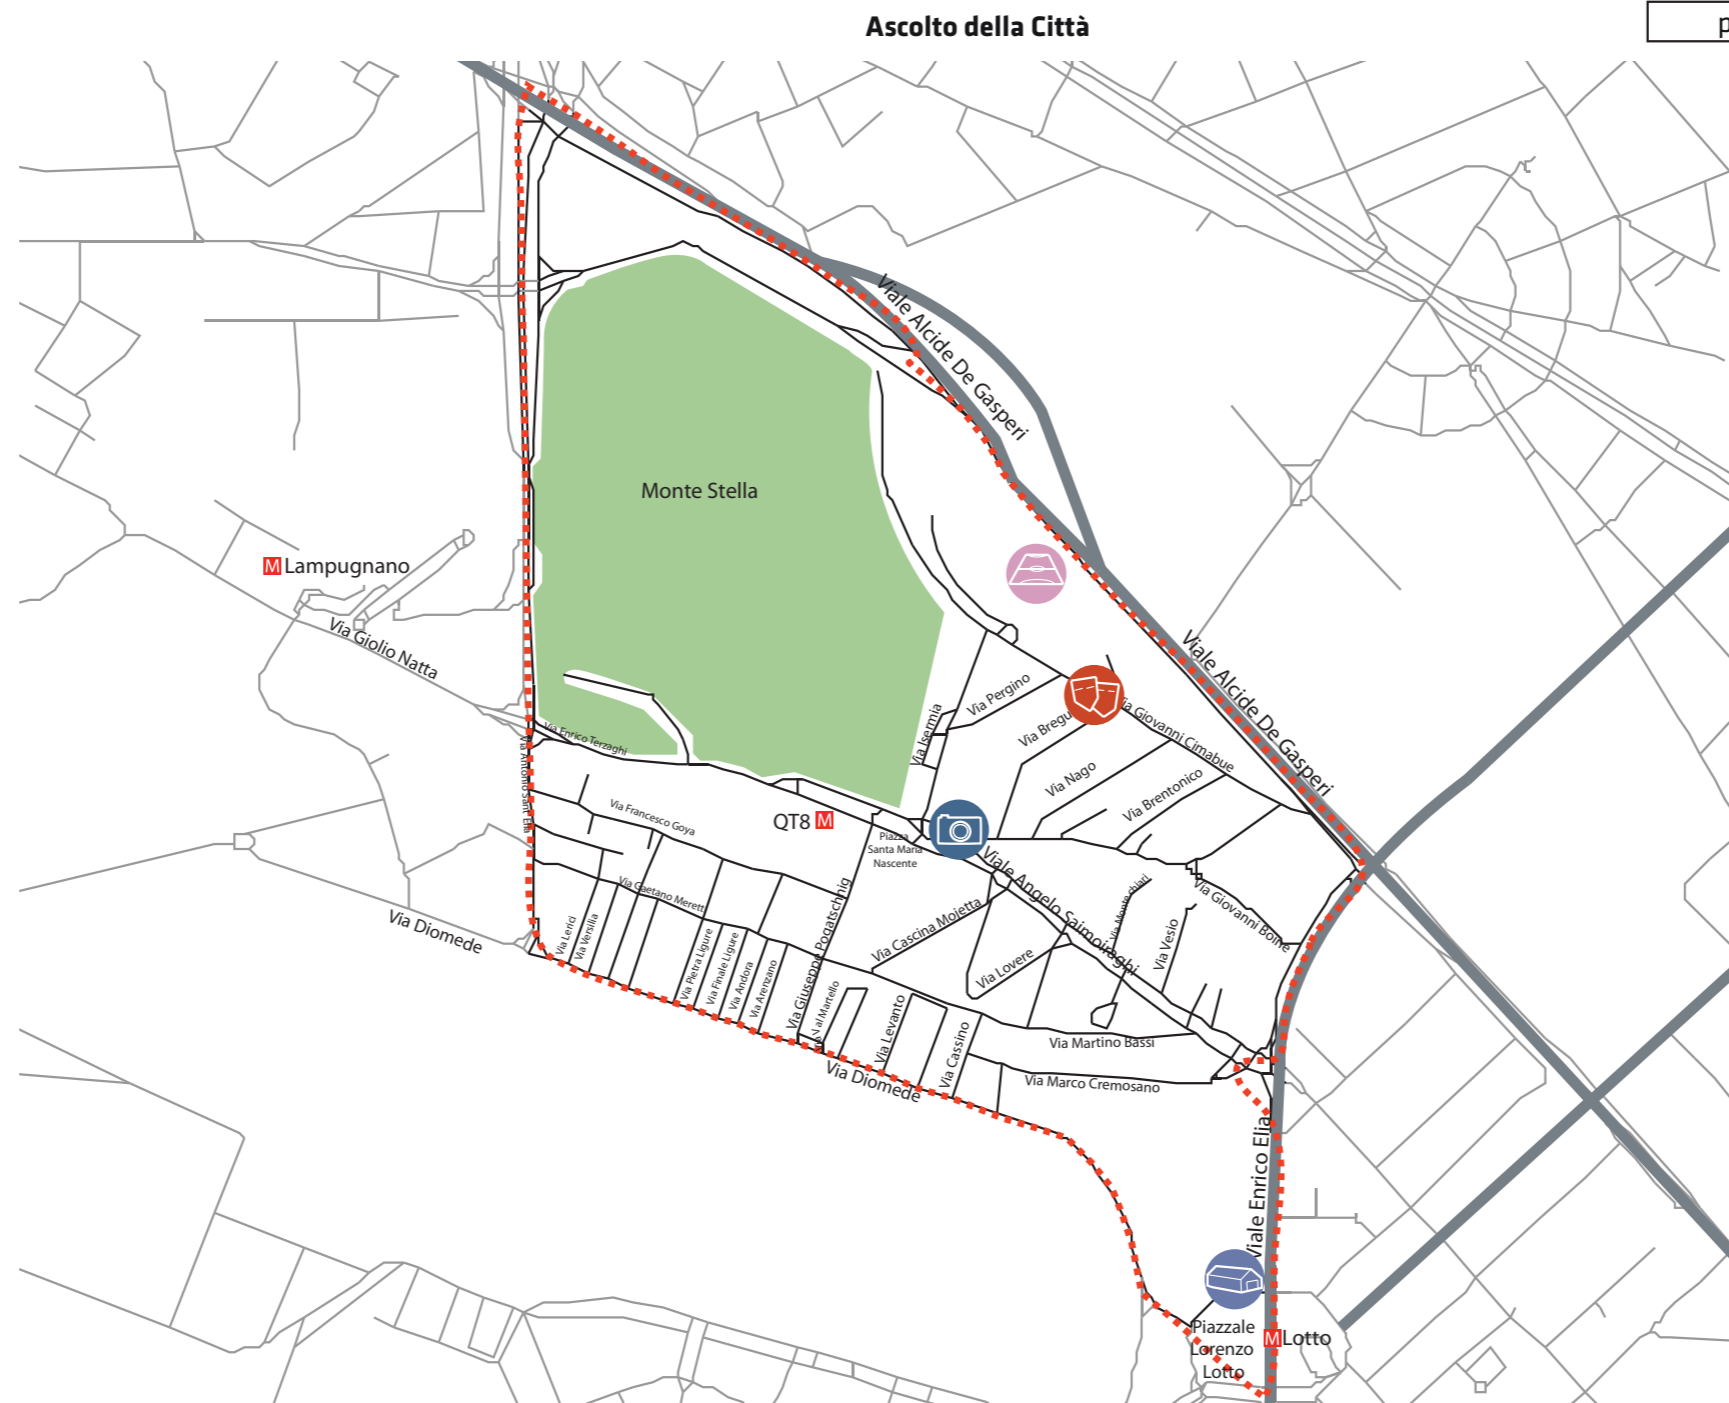 Ascolto della Città
p
Viale Alcide De Gasperi
Monte Stella
M Lampugnano
Via Giolio Natta
Viale Alcide De Gasperi
Via Pergino
Via Isernia
Via Bregu
Via Giovanni Cimabue
Via Enrico Terzaghi
Via Antonio Sant' Elia
Via Nago
Via Brentonico
Via Francesco Goya
QT8 M
Piazza
Santa Maria
Nascente
Viale Angelo Saimoiraghi
Via Gaetano Merett
Via Giovanni Boine
Via Diomede
Via Lerici
Via Versilia
Via Pietra Ligure
Via Finale Ligure
Via Andora
Via Arenzano
Via Giuseppe Pogatschnig
Via Cascina Moietta
Via Lovere
Via Vesio
al Martello
Via Levanto
Via Cassino
Via Martino Bassi
Via Marco Cremosano
Via Diomede
Viale Enrico Elia
Piazzale
Lorenzo
Lotto
M Lotto